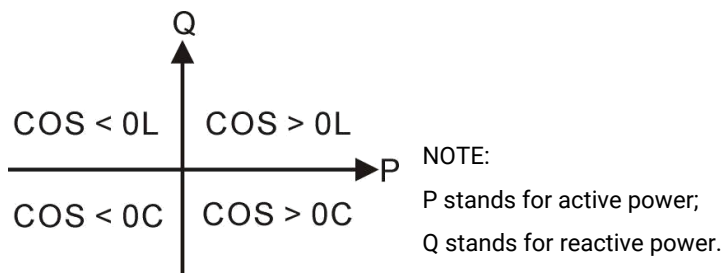 Q
COS < 0L
COS > 0L
P
COS < 0C
COS > 0C
NOTE:
P stands for active power;
Q stands for reactive power.